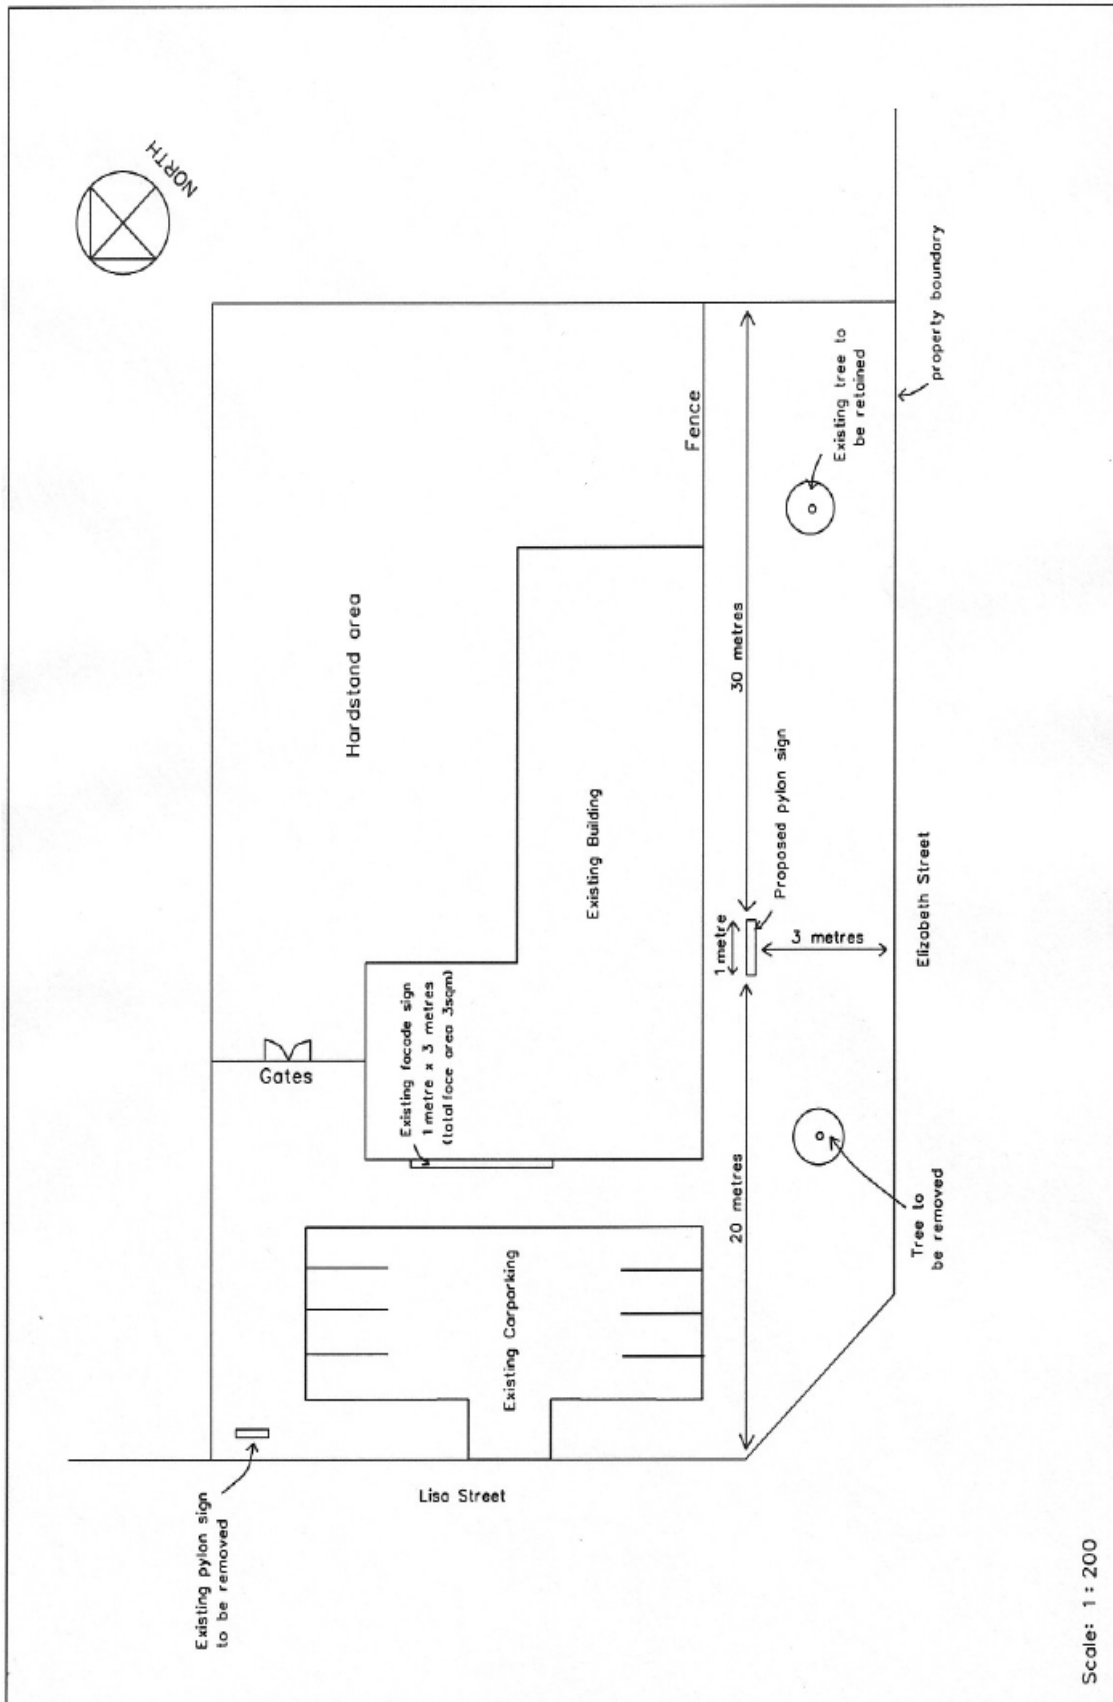 NORTH
Hardstand area
Fence
Existing tree to
be retained
property boundary
30 metres
Existing Building
Proposed pylon sign
1 metre
3 metres
Elizabeth Street
Gates
Existing facade sign
1 metre x 3 metres
(total face area 3sqm)
20 metres
Tree to
be removed
Existing Carparking
Lisa Street
Existing pylon sign
to be removed
Scale: 1 : 200